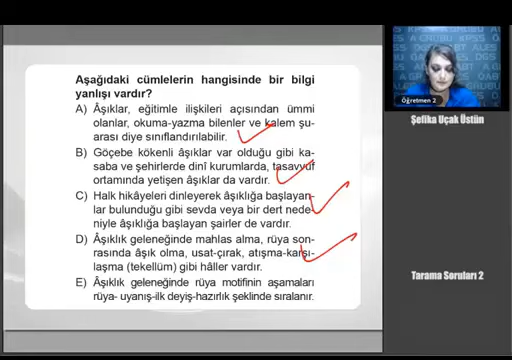 Aşağıdaki cümlelerin hangisinde bir bilgi
yanlışı vardır?
A) Âşıklar, eğitimle ilişkileri açısından ümmi
olanlar, okuma-yazma bilenler ve kalem şu-
arası diye sınıflandırılabilir.
B) Göçebe kökenli âşıklar var olduğu gibi ka-
saba ve şehirlerde dinî kurumlarda, tasavvuf
ortamında yetişen âşıklar da vardır.
C) Halk hikâyeleri dinleyerek âşıklığa başlayan-
lar bulunduğu gibi sevda veya bir dert nede-
niyle âşıklığa başlayan şairler de vardır.
D) Âşıklık geleneğinde mahlas alma, rüya son-
rasında âşık olma, usat-çırak, atışma-karşı-
laşma (tekellüm) gibi hâller vardır.
E) Âşıklık geleneğinde rüya motifinin aşamaları
rüya- uyanış-ilk deyiş-hazırlık şeklinde sıralanır.
Öğretmen 2
Şefika Uçak Üstün
Tarama Soruları 2